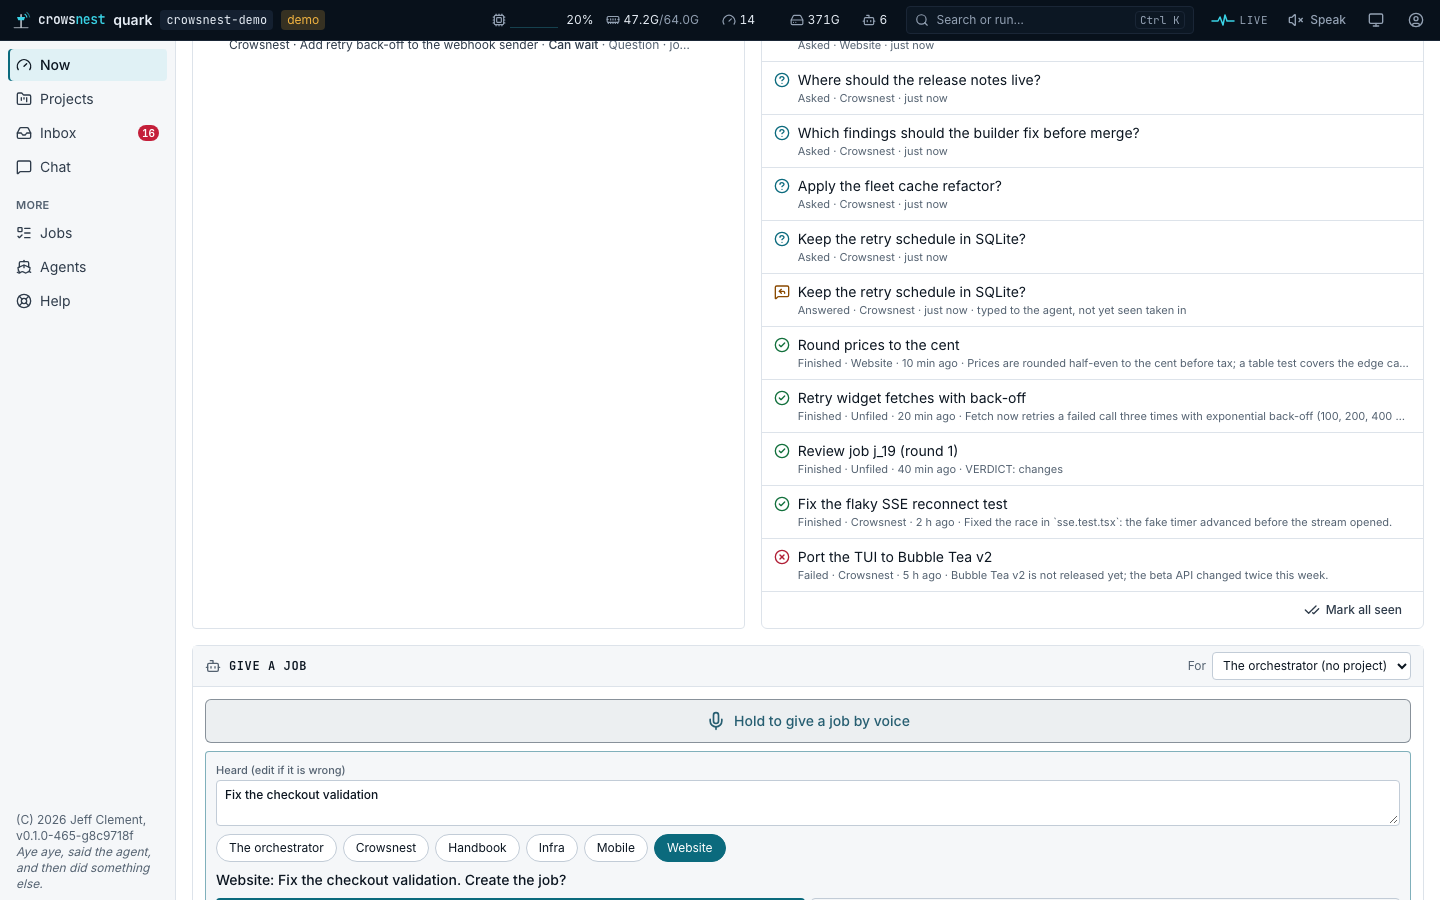 crowsnest quark crowsnest-demo demo
20% 47.2G/64.0G 14 371G 6
Search or run... Ctrl K
LIVE Speak
Now
Projects
Inbox 16
Chat
MORE
Jobs
Agents
Help
(C) 2026 Jeff Clement,
v0.1.0-465-g8c9718f
Aye aye, said the agent,
and then did something
else.
Crowsnest · Add retry back-off to the webhook sender · Can wait · Question · jo...
Asked · Website · just now
Where should the release notes live?
Asked · Crowsnest · just now
Which findings should the builder fix before merge?
Asked · Crowsnest · just now
Apply the fleet cache refactor?
Asked · Crowsnest · just now
Keep the retry schedule in SQLite?
Asked · Crowsnest · just now
Keep the retry schedule in SQLite?
Answered · Crowsnest · just now · typed to the agent, not yet seen taken in
Round prices to the cent
Finished · Website · 10 min ago · Prices are rounded half-even to the cent before tax; a table test covers the edge ca...
Retry widget fetches with back-off
Finished · Unfiled · 20 min ago · Fetch now retries a failed call three times with exponential back-off (100, 200, 400 ...
Review job j_19 (round 1)
Finished · Unfiled · 40 min ago · VERDICT: changes
Fix the flaky SSE reconnect test
Finished · Crowsnest · 2 h ago · Fixed the race in `sse.test.tsx`: the fake timer advanced before the stream opened.
Port the TUI to Bubble Tea v2
Failed · Crowsnest · 5 h ago · Bubble Tea v2 is not released yet; the beta API changed twice this week.
Mark all seen
GIVE A JOB
For The orchestrator (no project)
Hold to give a job by voice
Heard (edit if it is wrong)
Fix the checkout validation
The orchestrator Crowsnest Handbook Infra Mobile Website
Website: Fix the checkout validation. Create the job?